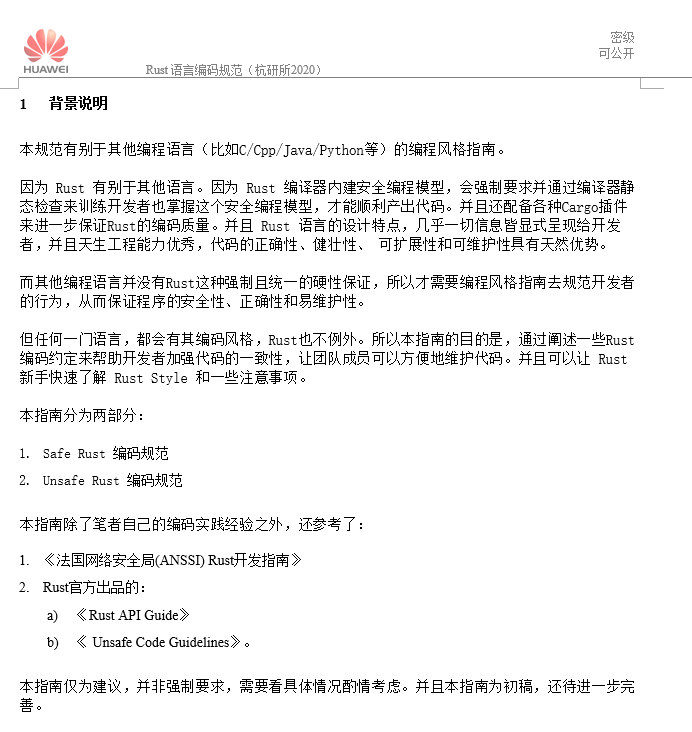 密级
可公开
HUAWEI
Rust 语言编码规范（杭研所2020）
1 背景说明
本规范有别于其他编程语言（比如C/Cpp/Java/Python等）的编程风格指南。
因为 Rust 有别于其他语言。因为 Rust 编译器内建安全编程模型，会强制要求并通过编译器静
态检查来训练开发者也掌握这个安全编程模型，才能顺利产出代码。并且还配备各种Cargo插件
来进一步保证Rust的编码质量。并且 Rust 语言的设计特点，几乎一切信息皆显式呈现给开发
者，并且天生工程能力优秀，代码的正确性、健壮性、 可扩展性和可维护性具有天然优势。
而其他编程语言并没有Rust这种强制且统一的硬性保证，所以才需要编程风格指南去规范开发者
的行为，从而保证程序的安全性、正确性和易维护性。
但任何一门语言，都会有其编码风格，Rust也不例外。所以本指南的目的是，通过阐述一些Rust
编码约定来帮助开发者加强代码的一致性，让团队成员可以方便地维护代码。并且可以让 Rust
新手快速了解 Rust Style 和一些注意事项。
本指南分为两部分：
1. Safe Rust 编码规范
2. Unsafe Rust 编码规范
本指南除了笔者自己的编码实践经验之外，还参考了：
1. 《法国网络安全局(ANSSI) Rust开发指南》
2. Rust官方出品的：
a) 《Rust API Guide》
b) 《 Unsafe Code Guidelines》。
本指南仅为建议，并非强制要求，需要看具体情况酌情考虑。并且本指南为初稿，还待进一步完
善。